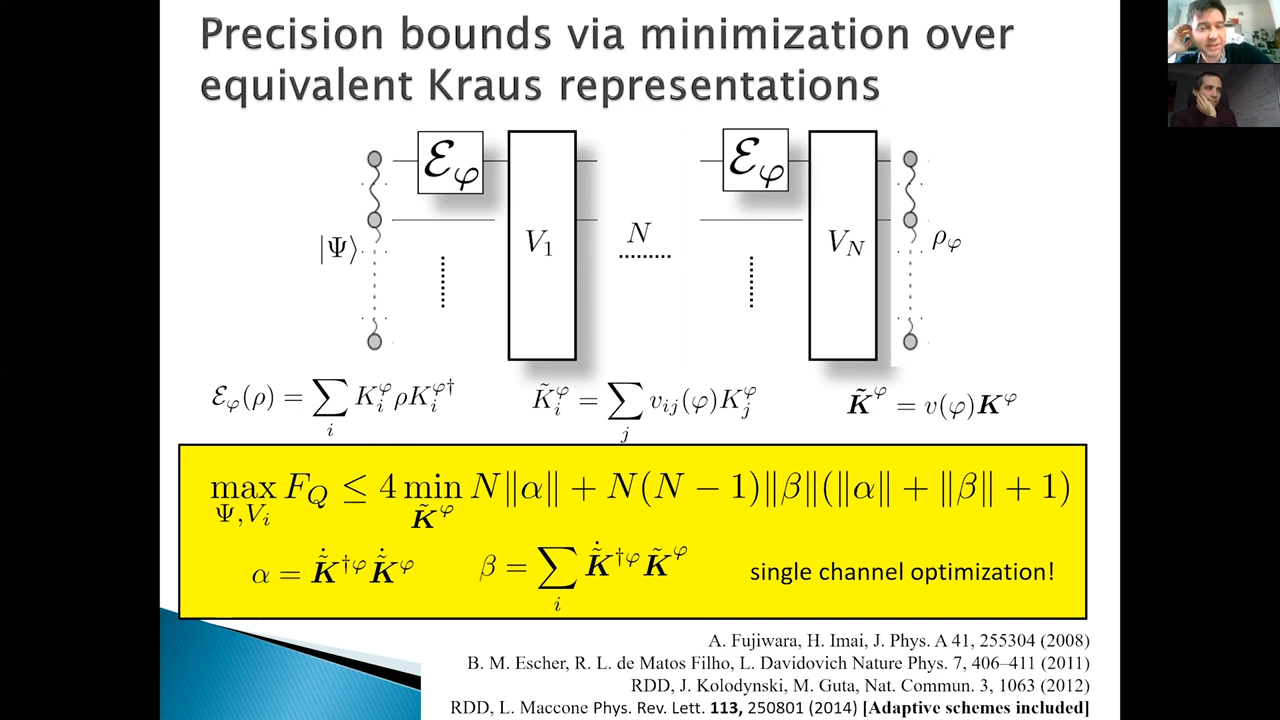 Precision bounds via minimization over
equivalent Kraus representations
ℰ_φ ℰ_φ
|Ψ⟩ V_1 N V_N ρ_φ
ℰ_φ(ρ) = ∑_i K_i^φ ρ K_i^{φ†} K̃_i^φ = ∑_j v_{ij}(φ) K_j^φ 𝑲̃^φ = v(φ)𝑲^φ
max_{Ψ,V_i} F_Q ≤ 4 min_{𝑲̃^φ} N‖α‖ + N(N − 1)‖β‖(‖α‖ + ‖β‖ + 1)
α = 𝑲̃̇^{†φ} 𝑲̃̇^φ β = ∑_i 𝑲̃̇^{†φ} 𝑲̃^φ single channel optimization!
A. Fujiwara, H. Imai, J. Phys. A 41, 255304 (2008)
B. M. Escher, R. L. de Matos Filho, L. Davidovich Nature Phys. 7, 406–411 (2011)
RDD, J. Kolodynski, M. Guta, Nat. Commun. 3, 1063 (2012)
RDD, L. Maccone Phys. Rev. Lett. 113, 250801 (2014) [Adaptive schemes included]